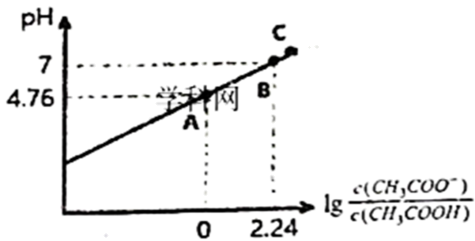 pH
C
7
B
4.76
学科网
A
lg c(CH₃COO⁻)/c(CH₃COOH)
0 2.24